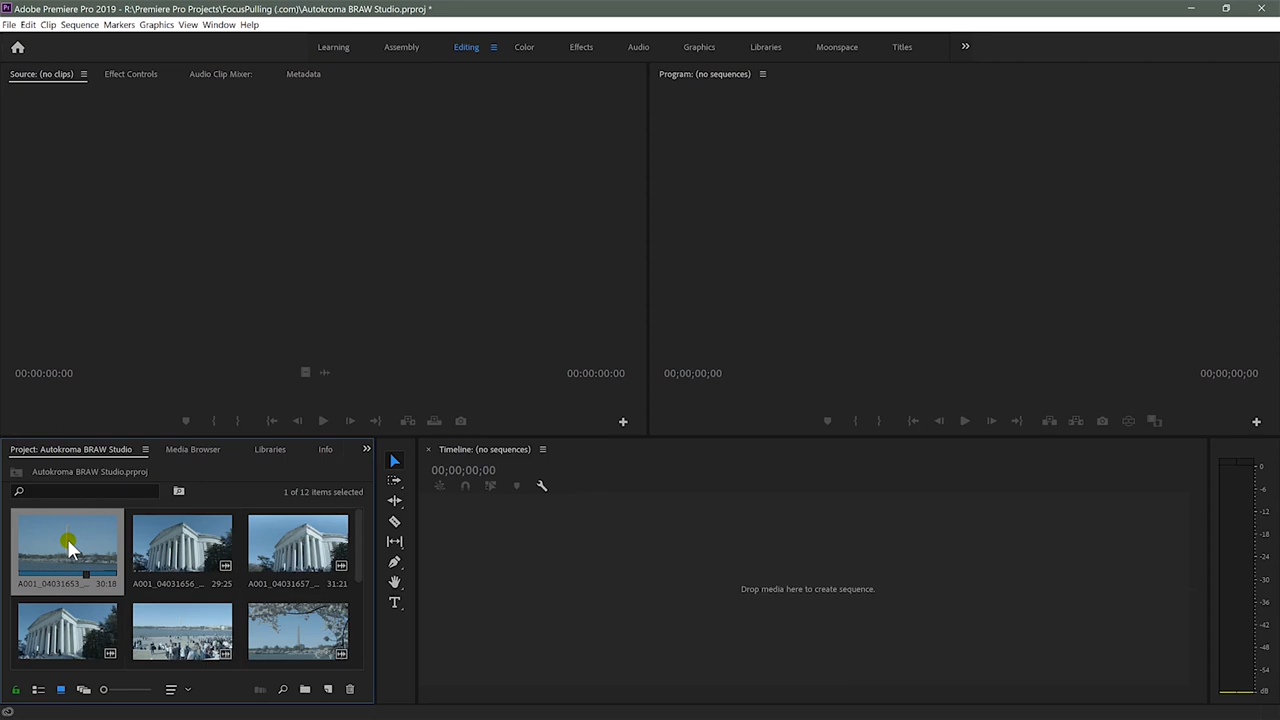 Adobe Premiere Pro 2019 - R:\Premiere Pro Projects\FocusPulling (.com)\Autokroma BRAW Studio.prproj *
File Edit Clip Sequence Markers Graphics View Window Help
Learning Assembly Editing Color Effects Audio Graphics Libraries Moonspace Titles
Source: (no clips) Effect Controls Audio Clip Mixer: Metadata
Program: (no sequences)
00:00:00:00 00:00:00:00
00;00;00;00 00;00;00;00
Project: Autokroma BRAW Studio Media Browser Libraries Info
Autokroma BRAW Studio.prproj
1 of 12 items selected
A001_04031653_... 30:18
A001_04031656_... 29:25
A001_04031657_... 31:21
Timeline: (no sequences)
00;00;00;00
Drop media here to create sequence.
0
-6
-12
-18
-24
-30
-36
-42
-48
-54
dB